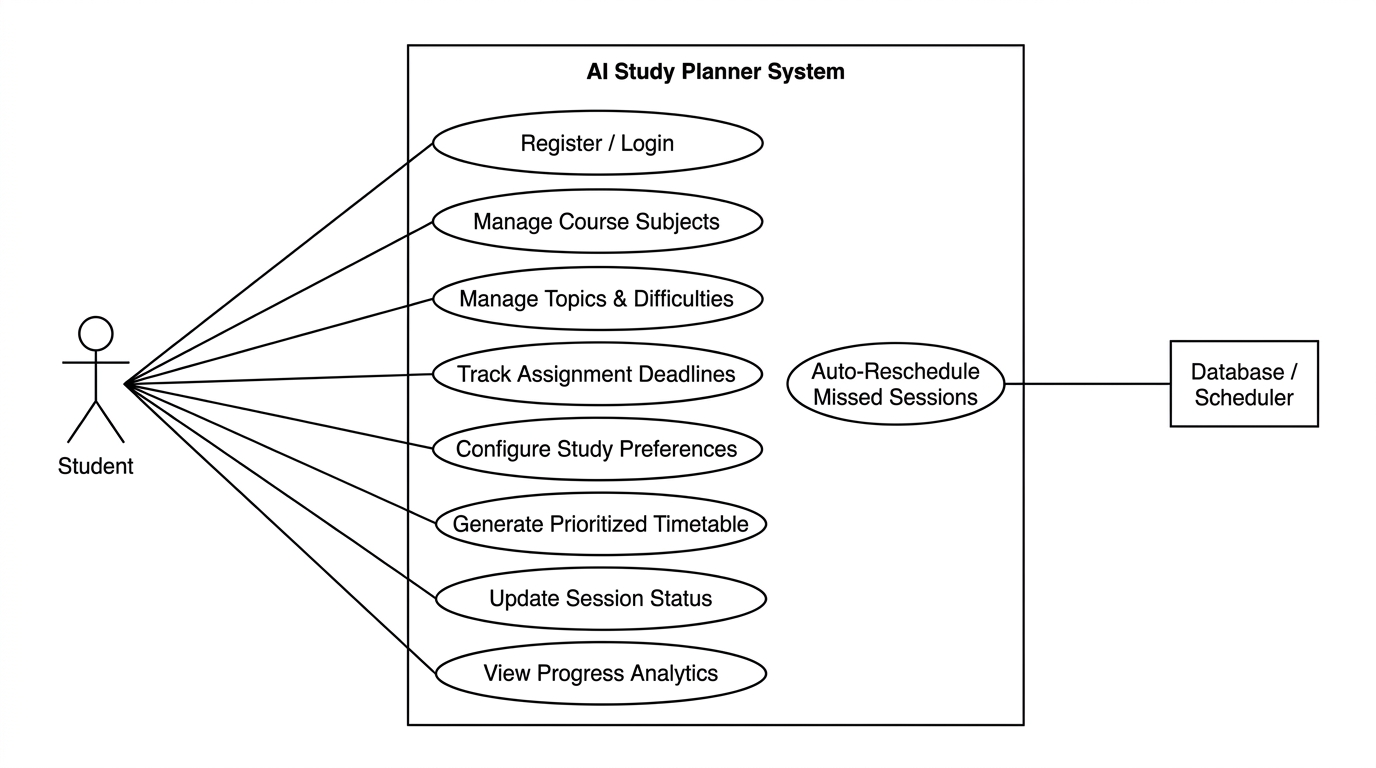 AI Study Planner System
Register / Login
Manage Course Subjects
Manage Topics & Difficulties
Track Assignment Deadlines
Configure Study Preferences
Generate Prioritized Timetable
Update Session Status
View Progress Analytics
Auto-Reschedule
Missed Sessions
Database /
Scheduler
Student